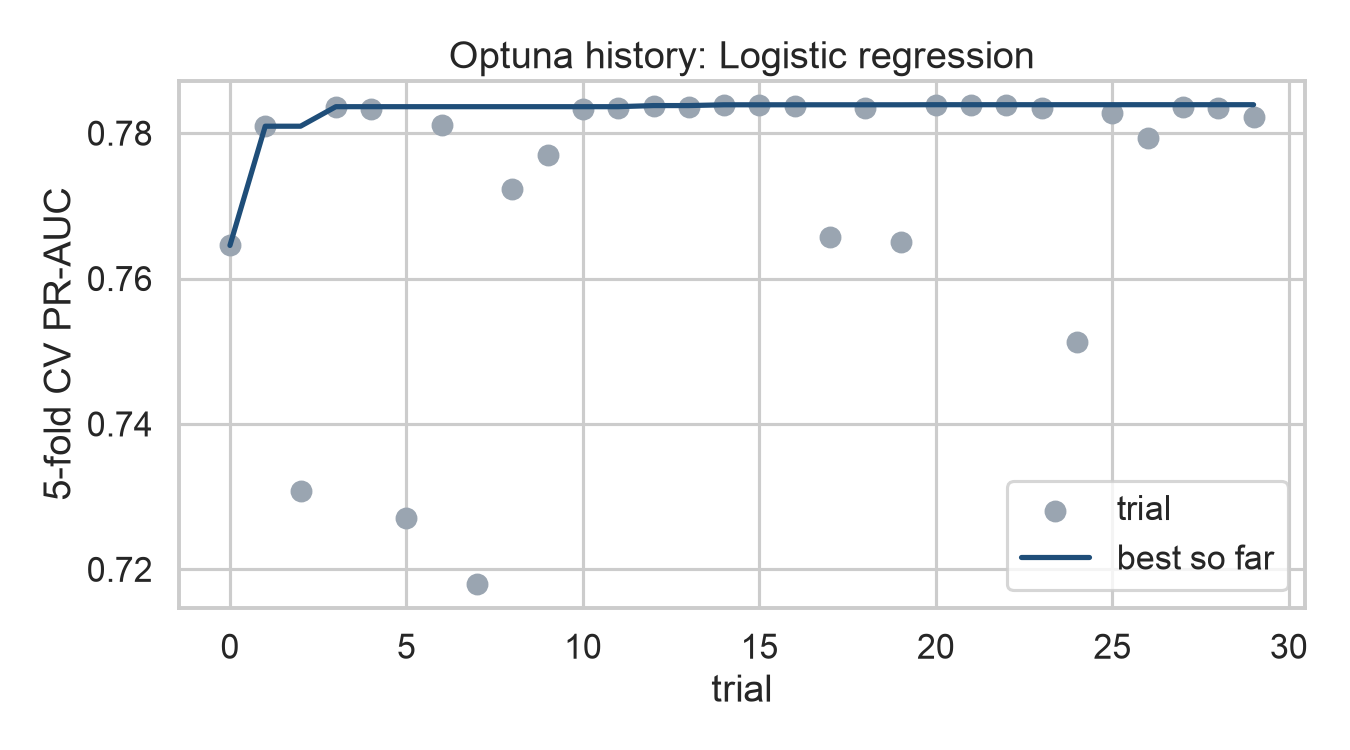 Optuna history: Logistic regression
5-fold CV PR-AUC
0.78
0.76
0.74
0.72
0 5 10 15 20 25 30
trial
trial
best so far